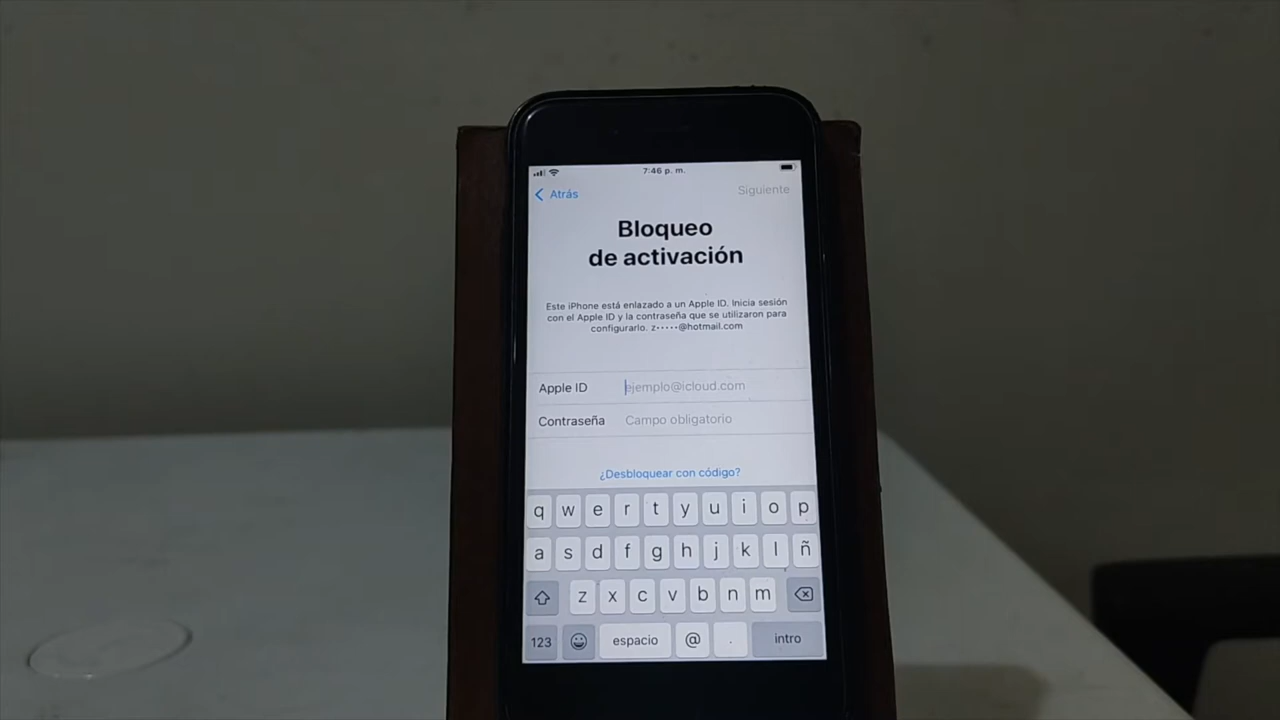 7:46 p. m.
Atrás
Siguiente
Bloqueo
de activación
Este iPhone está enlazado a un Apple ID. Inicia sesión
con el Apple ID y la contraseña que se utilizaron para
configurarlo. z•••••@hotmail.com
Apple ID ejemplo@icloud.com
Contraseña Campo obligatorio
¿Desbloquear con código?
q w e r t y u i o p
a s d f g h j k l ñ
z x c v b n m
123 espacio @ . intro